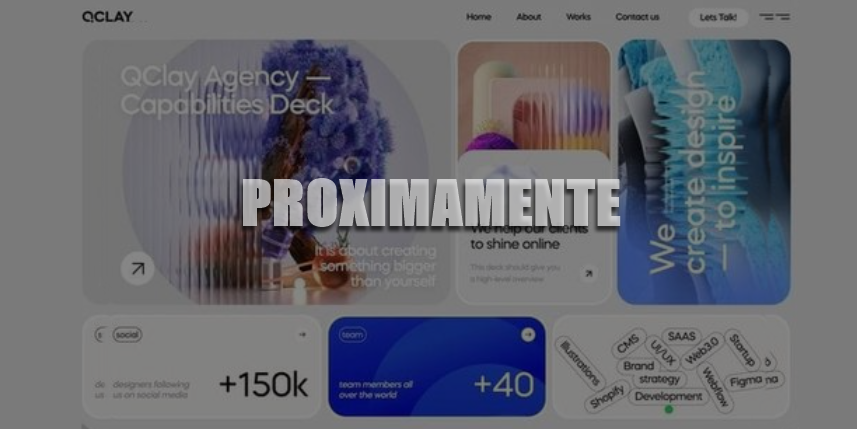 QCLAY
Home
About
Works
Contact us
Lets Talk!
QClay Agency —
Capabilities Deck
It is about creating
something bigger
than yourself
PROXIMAMENTE
We help our clients
to shine online
This deck should give you
a high-level overview
We
create design
— to inspire
social
designers following
us on social media
+150k
team
team members all
over the world
+40
Illustrations
CMS
UI/UX
SAAS
Web3.0
Startup
Brand
strategy
Shopify
Development
Webflow
Figma